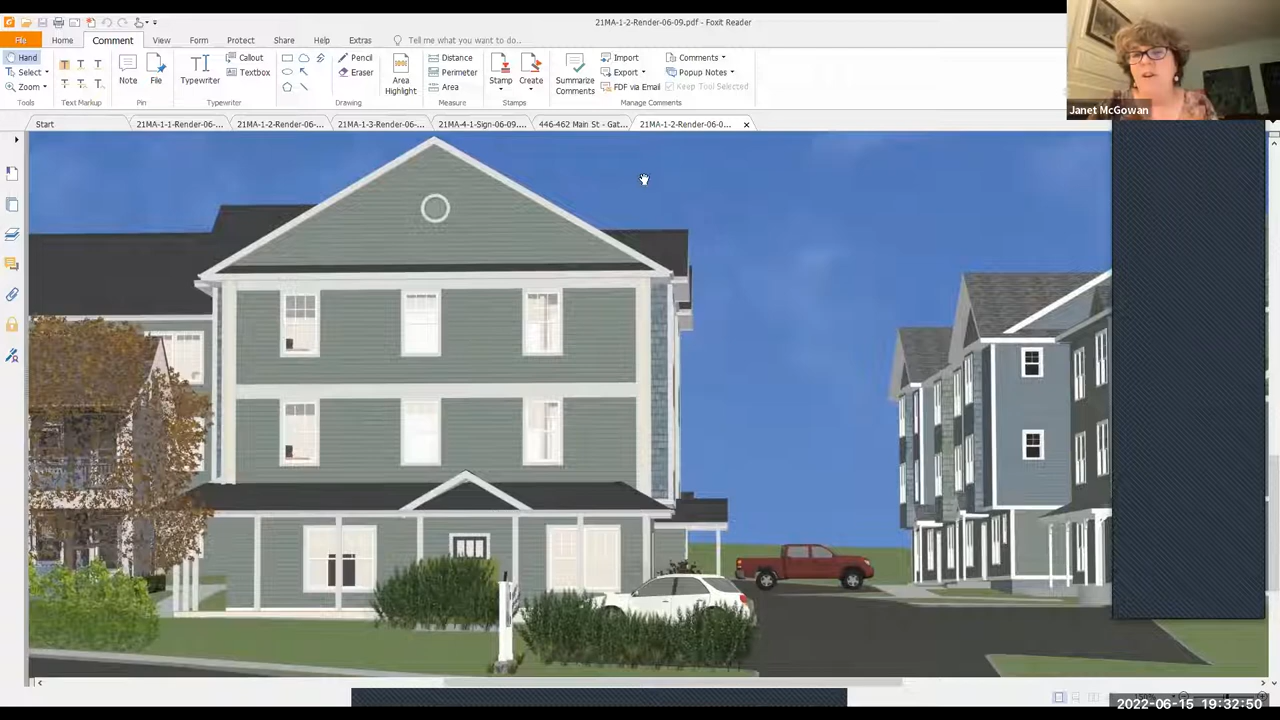 21MA-1-2-Render-06-09.pdf - Foxit Reader
File Home Comment View Form Protect Share Help Extras Tell me what you want to do..
Hand
Select
Zoom
Tools
T T T
T T T
Text Markup
Note
File
Pin
Typewriter
Callout
Textbox
Typewriter
Pencil
Eraser
Drawing
Area Highlight
Distance
Perimeter
Area
Measure
Stamp
Create
Stamps
Summarize Comments
Import
Export
FDF via Email
Comments
Popup Notes
Keep Tool Selected
Manage Comments
Janet McGowan
Start 21MA-1-1-Render-06-... 21MA-1-2-Render-06-... 21MA-1-3-Render-06-... 21MA-4-1-Sign-06-09.... 446-462 Main St - Gat... 21MA-1-2-Render-06-0...
2022-06-15 19:32:50